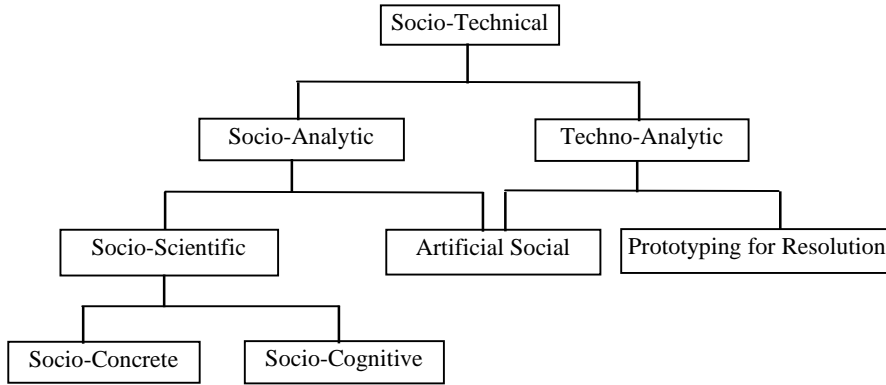 Socio-Technical
Socio-Analytic
Techno-Analytic
Socio-Scientific
Artificial Social
Prototyping for Resolution
Socio-Concrete
Socio-Cognitive